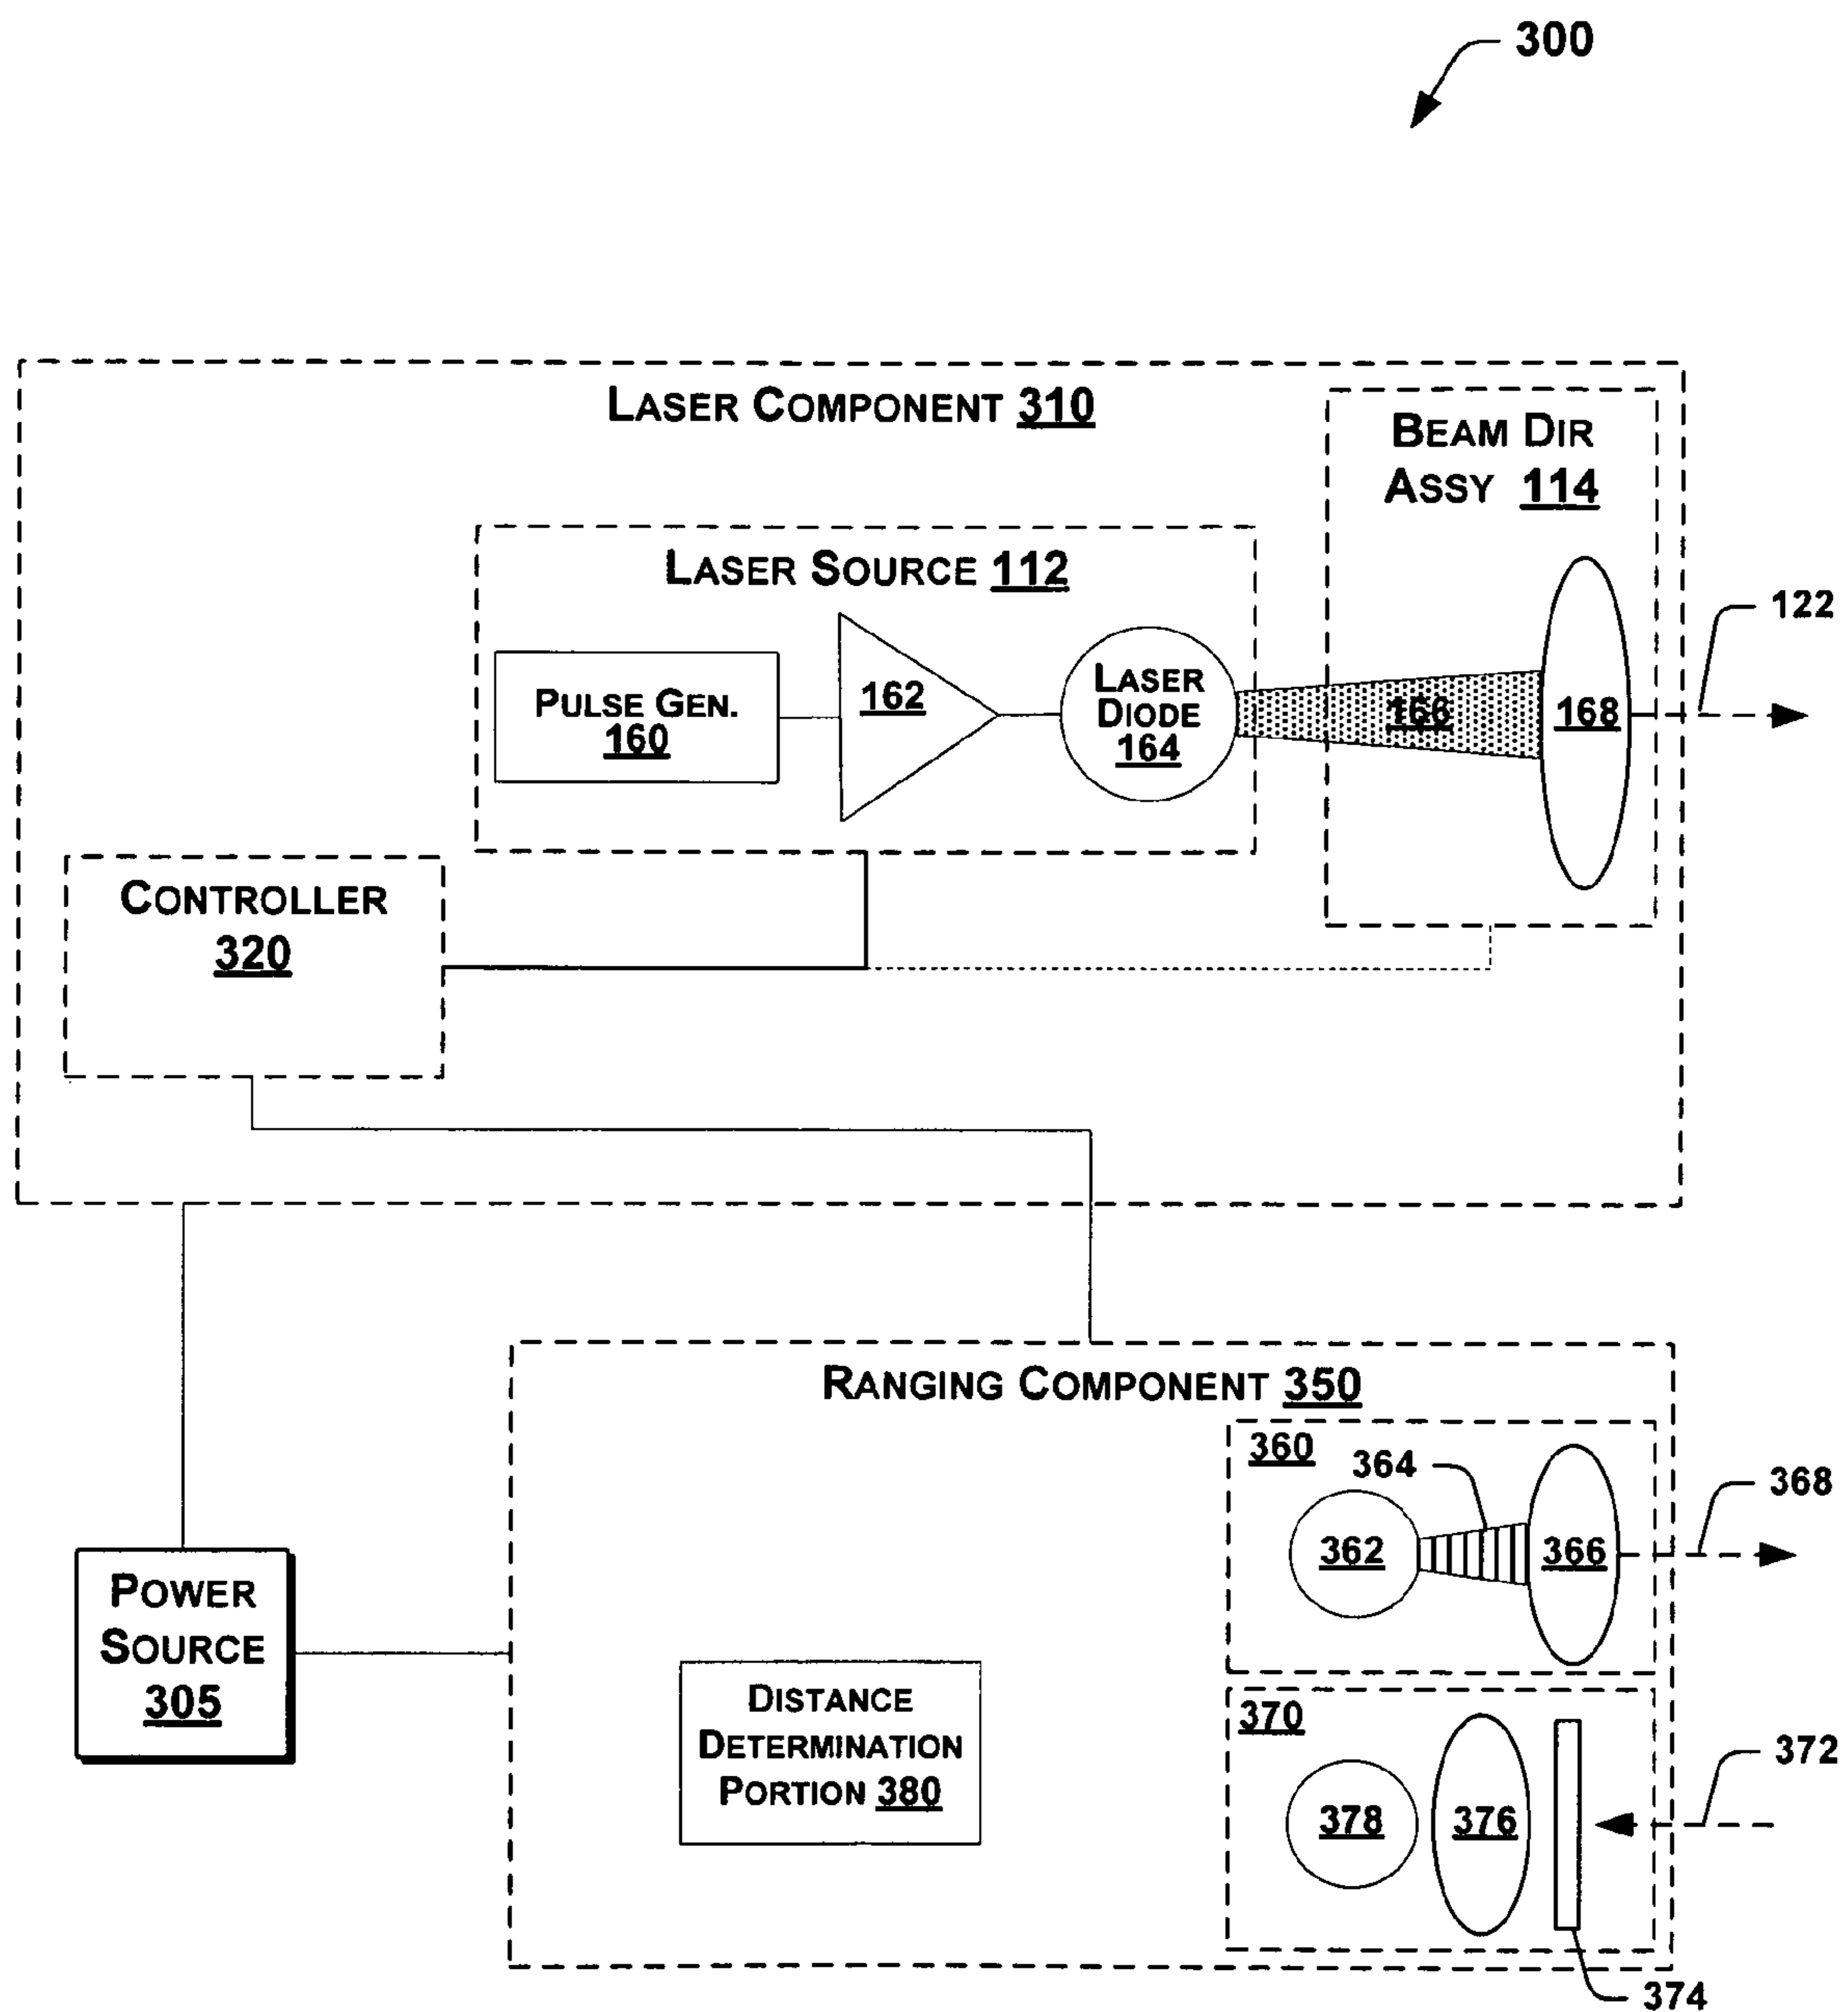 300
LASER COMPONENT 310
BEAM DIR
ASSY 114
LASER SOURCE 112
122
PULSE GEN.
160
162
LASER
DIODE
164
166
168
CONTROLLER
320
RANGING COMPONENT 350
360
364
368
362
366
POWER
SOURCE
305
DISTANCE
DETERMINATION
PORTION 380
370
372
378
376
374